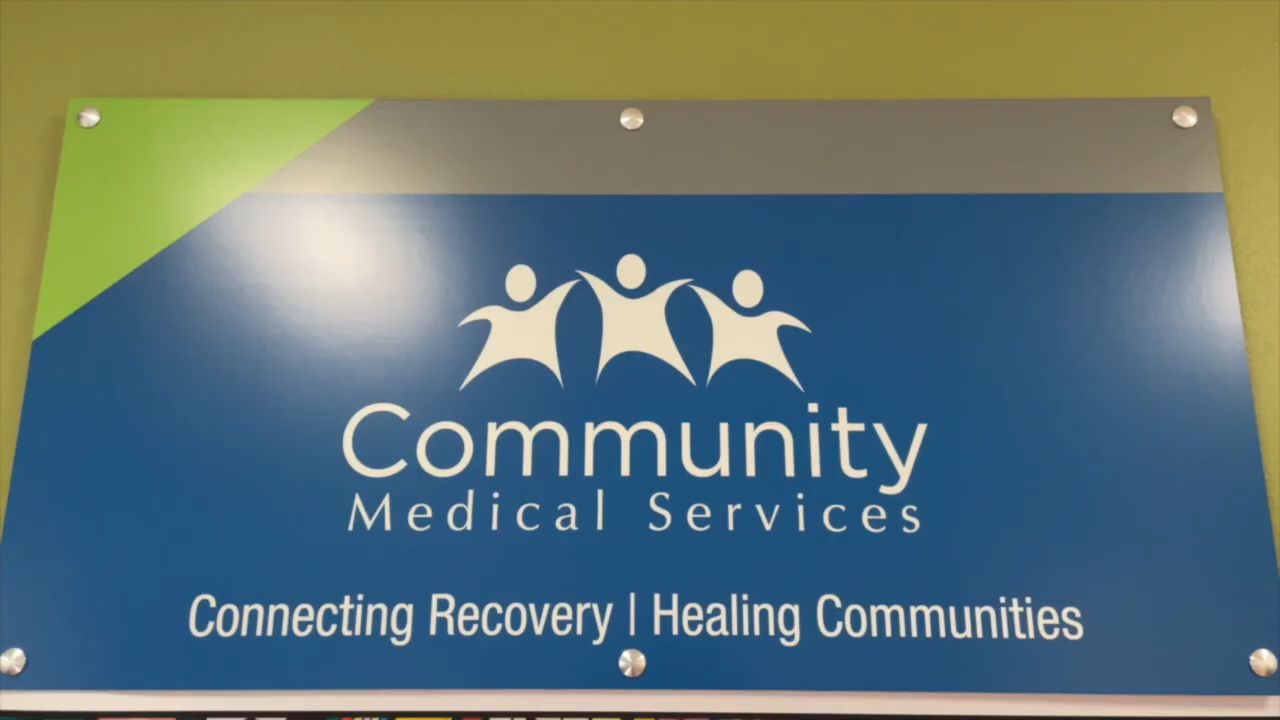 Community
Medical Services
Connecting Recovery | Healing Communities